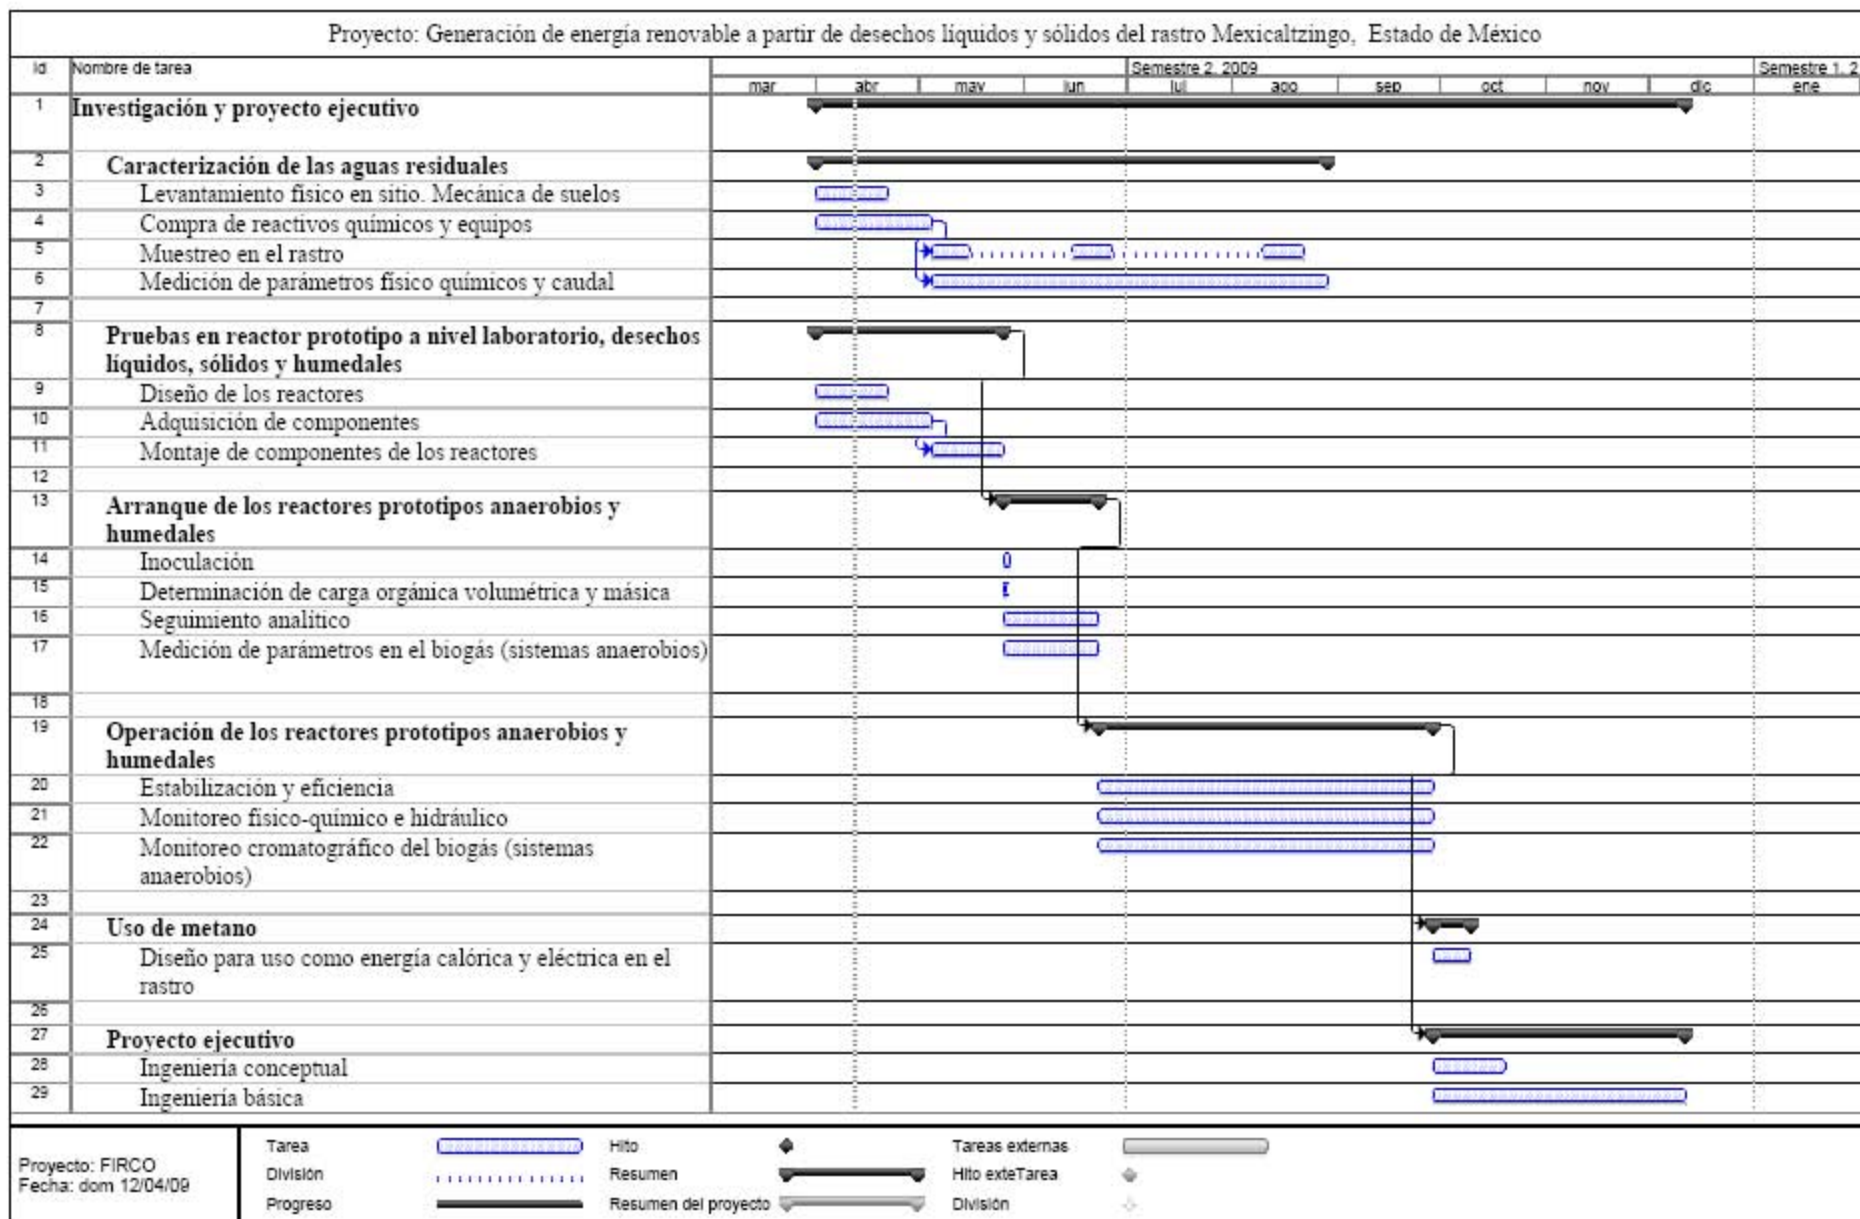 Proyecto: Generación de energía renovable a partir de desechos líquidos y sólidos del rastro Mexicaltzingo, Estado de México
Id Nombre de tarea Semestre 2, 2009 Semestre 1, 2
mar abr may jun jul ago sep oct nov dic ene
1 Investigación y proyecto ejecutivo
2 Caracterización de las aguas residuales
3 Levantamiento físico en sitio. Mecánica de suelos
4 Compra de reactivos químicos y equipos
5 Muestreo en el rastro
6 Medición de parámetros físico químicos y caudal
7
8 Pruebas en reactor prototipo a nivel laboratorio, desechos
líquidos, sólidos y humedales
9 Diseño de los reactores
10 Adquisición de componentes
11 Montaje de componentes de los reactores
12
13 Arranque de los reactores prototipos anaerobios y
humedales
14 Inoculación
15 Determinación de carga orgánica volumétrica y másica
16 Seguimiento analítico
17 Medición de parámetros en el biogás (sistemas anaerobios)
18
19 Operación de los reactores prototipos anaerobios y
humedales
20 Estabilización y eficiencia
21 Monitoreo físico-químico e hidráulico
22 Monitoreo cromatográfico del biogás (sistemas
anaerobios)
23
24 Uso de metano
25 Diseño para uso como energía calórica y eléctrica en el
rastro
26
27 Proyecto ejecutivo
28 Ingeniería conceptual
29 Ingeniería básica
Proyecto: FIRCO
Fecha: dom 12/04/09
Tarea Hito Tareas externas
División Resumen Hito exteTarea
Progreso Resumen del proyecto División